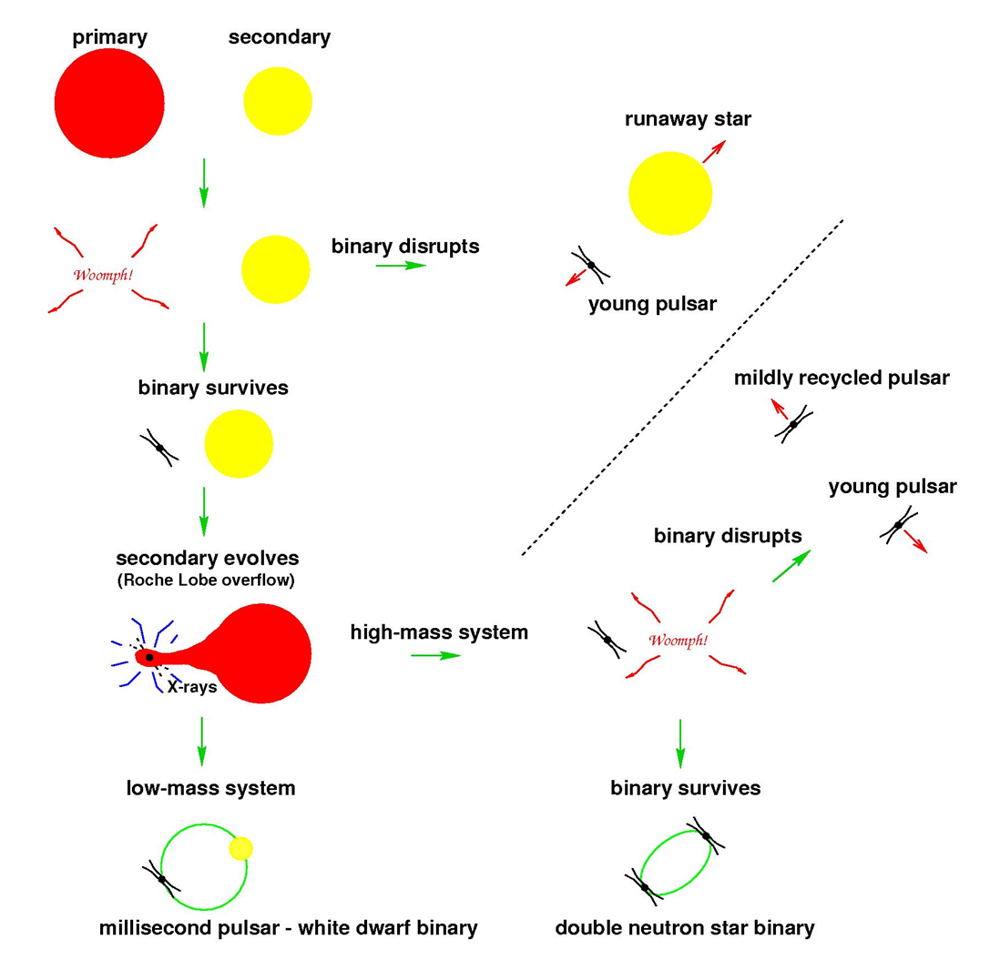 primary
secondary
runaway star
Woomph!
binary disrupts
young pulsar
binary survives
mildly recycled pulsar
young pulsar
secondary evolves
(Roche Lobe overflow)
binary disrupts
high-mass system
Woomph!
X-rays
low-mass system
binary survives
millisecond pulsar - white dwarf binary
double neutron star binary